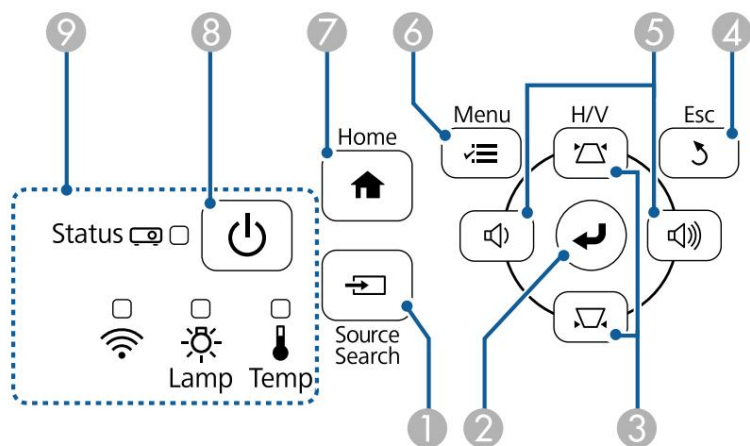 9 8 7 6 5 4
Menu H/V Esc
Home
Status
Source
Search
Lamp Temp
1 2 3